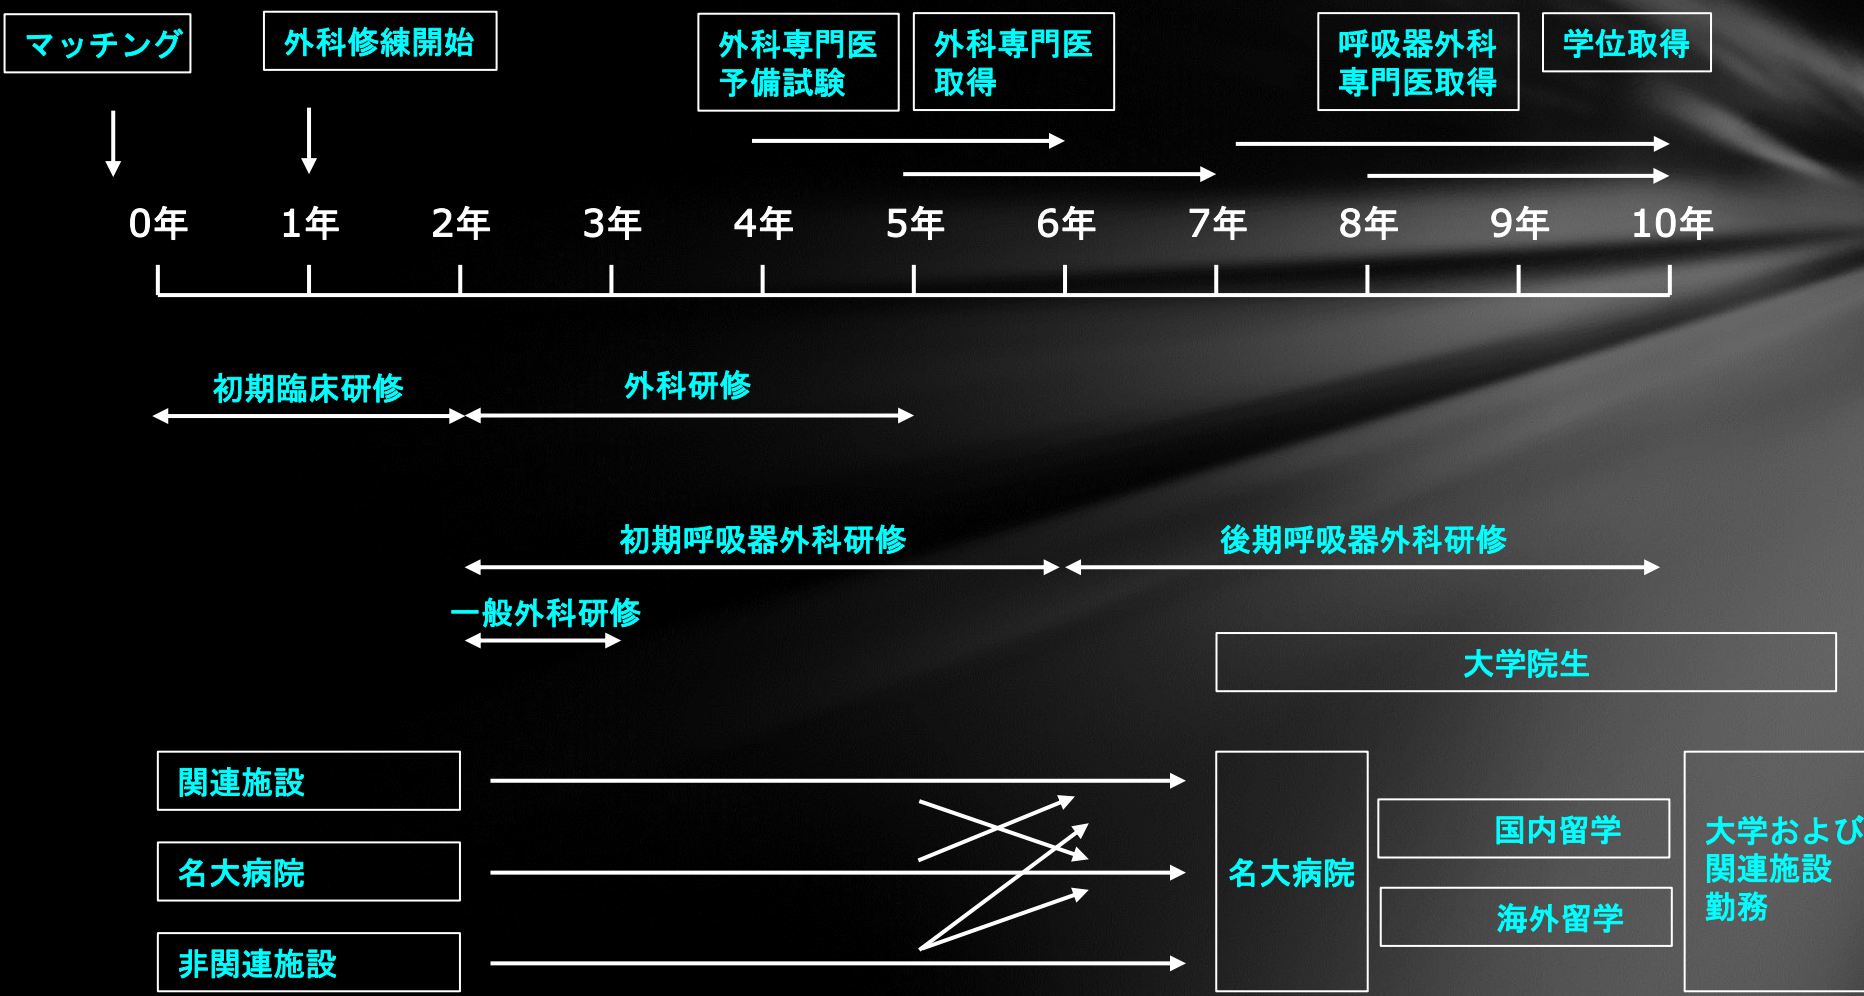 マッチング
外科修練開始
外科専門医
予備試験
外科専門医
取得
呼吸器外科
専門医取得
学位取得
0年
1年
2年
3年
4年
5年
6年
7年
8年
9年
10年
初期臨床研修
外科研修
初期呼吸器外科研修
後期呼吸器外科研修
一般外科研修
大学院生
関連施設
名大病院
非関連施設
名大病院
国内留学
海外留学
大学および
関連施設
勤務